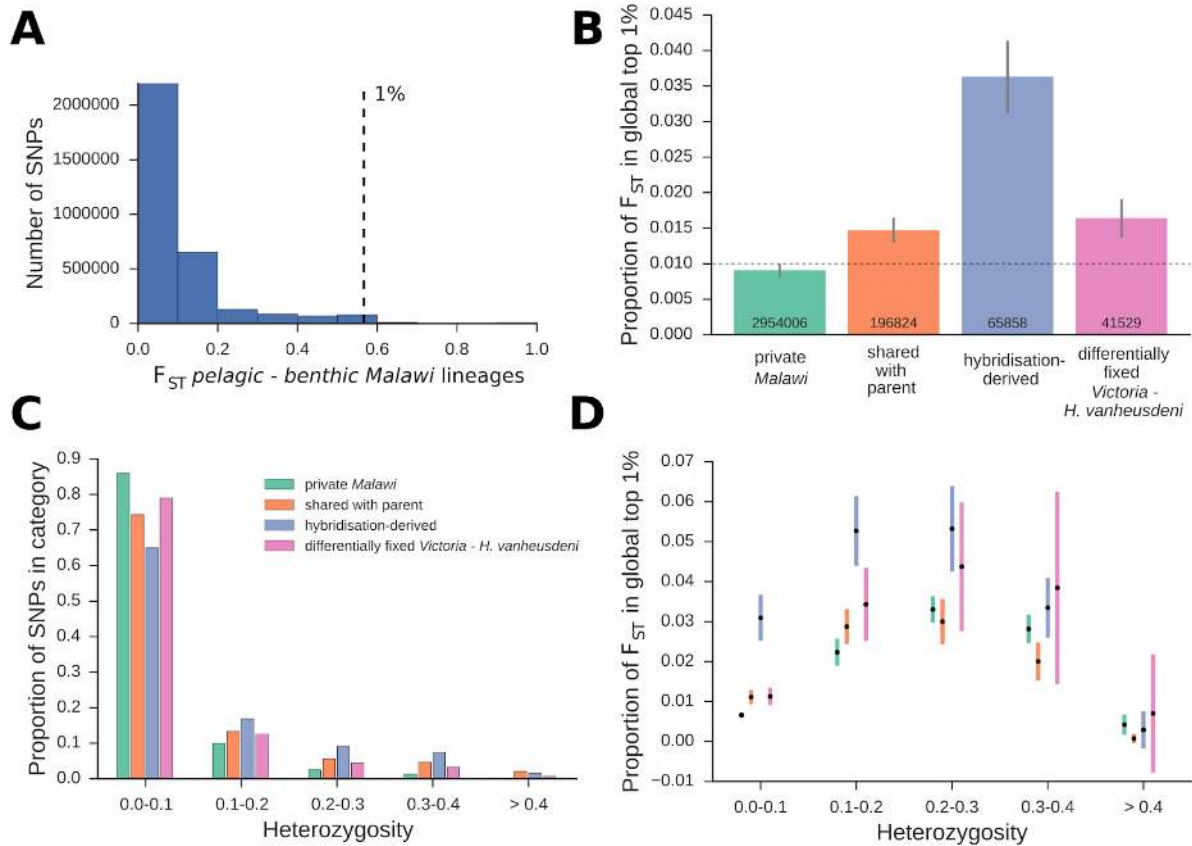 A
Number of SNPs
2000000
1500000
1000000
500000
0
1%
0.0 0.2 0.4 0.6 0.8 1.0
FST pelagic - benthic Malawi lineages
B
Proportion of FST in global top 1%
0.045
0.040
0.035
0.030
0.025
0.020
0.015
0.010
0.005
0.000
2954006 196824 65858 41529
private
Malawi
shared
with
parent
hybridisation-
derived
differentially
fixed
Victoria -
H. vanheusdeni
C
Proportion of SNPs in category
0.9
0.8
0.7
0.6
0.5
0.4
0.3
0.2
0.1
0.0
private Malawi
shared with parent
hybridisation-derived
differentially fixed Victoria - H. vanheusdeni
0.0-0.1 0.1-0.2 0.2-0.3 0.3-0.4 > 0.4
Heterozygosity
D
Proportion of FST in global top 1%
0.07
0.06
0.05
0.04
0.03
0.02
0.01
0.00
−0.01
0.0-0.1 0.1-0.2 0.2-0.3 0.3-0.4 > 0.4
Heterozygosity